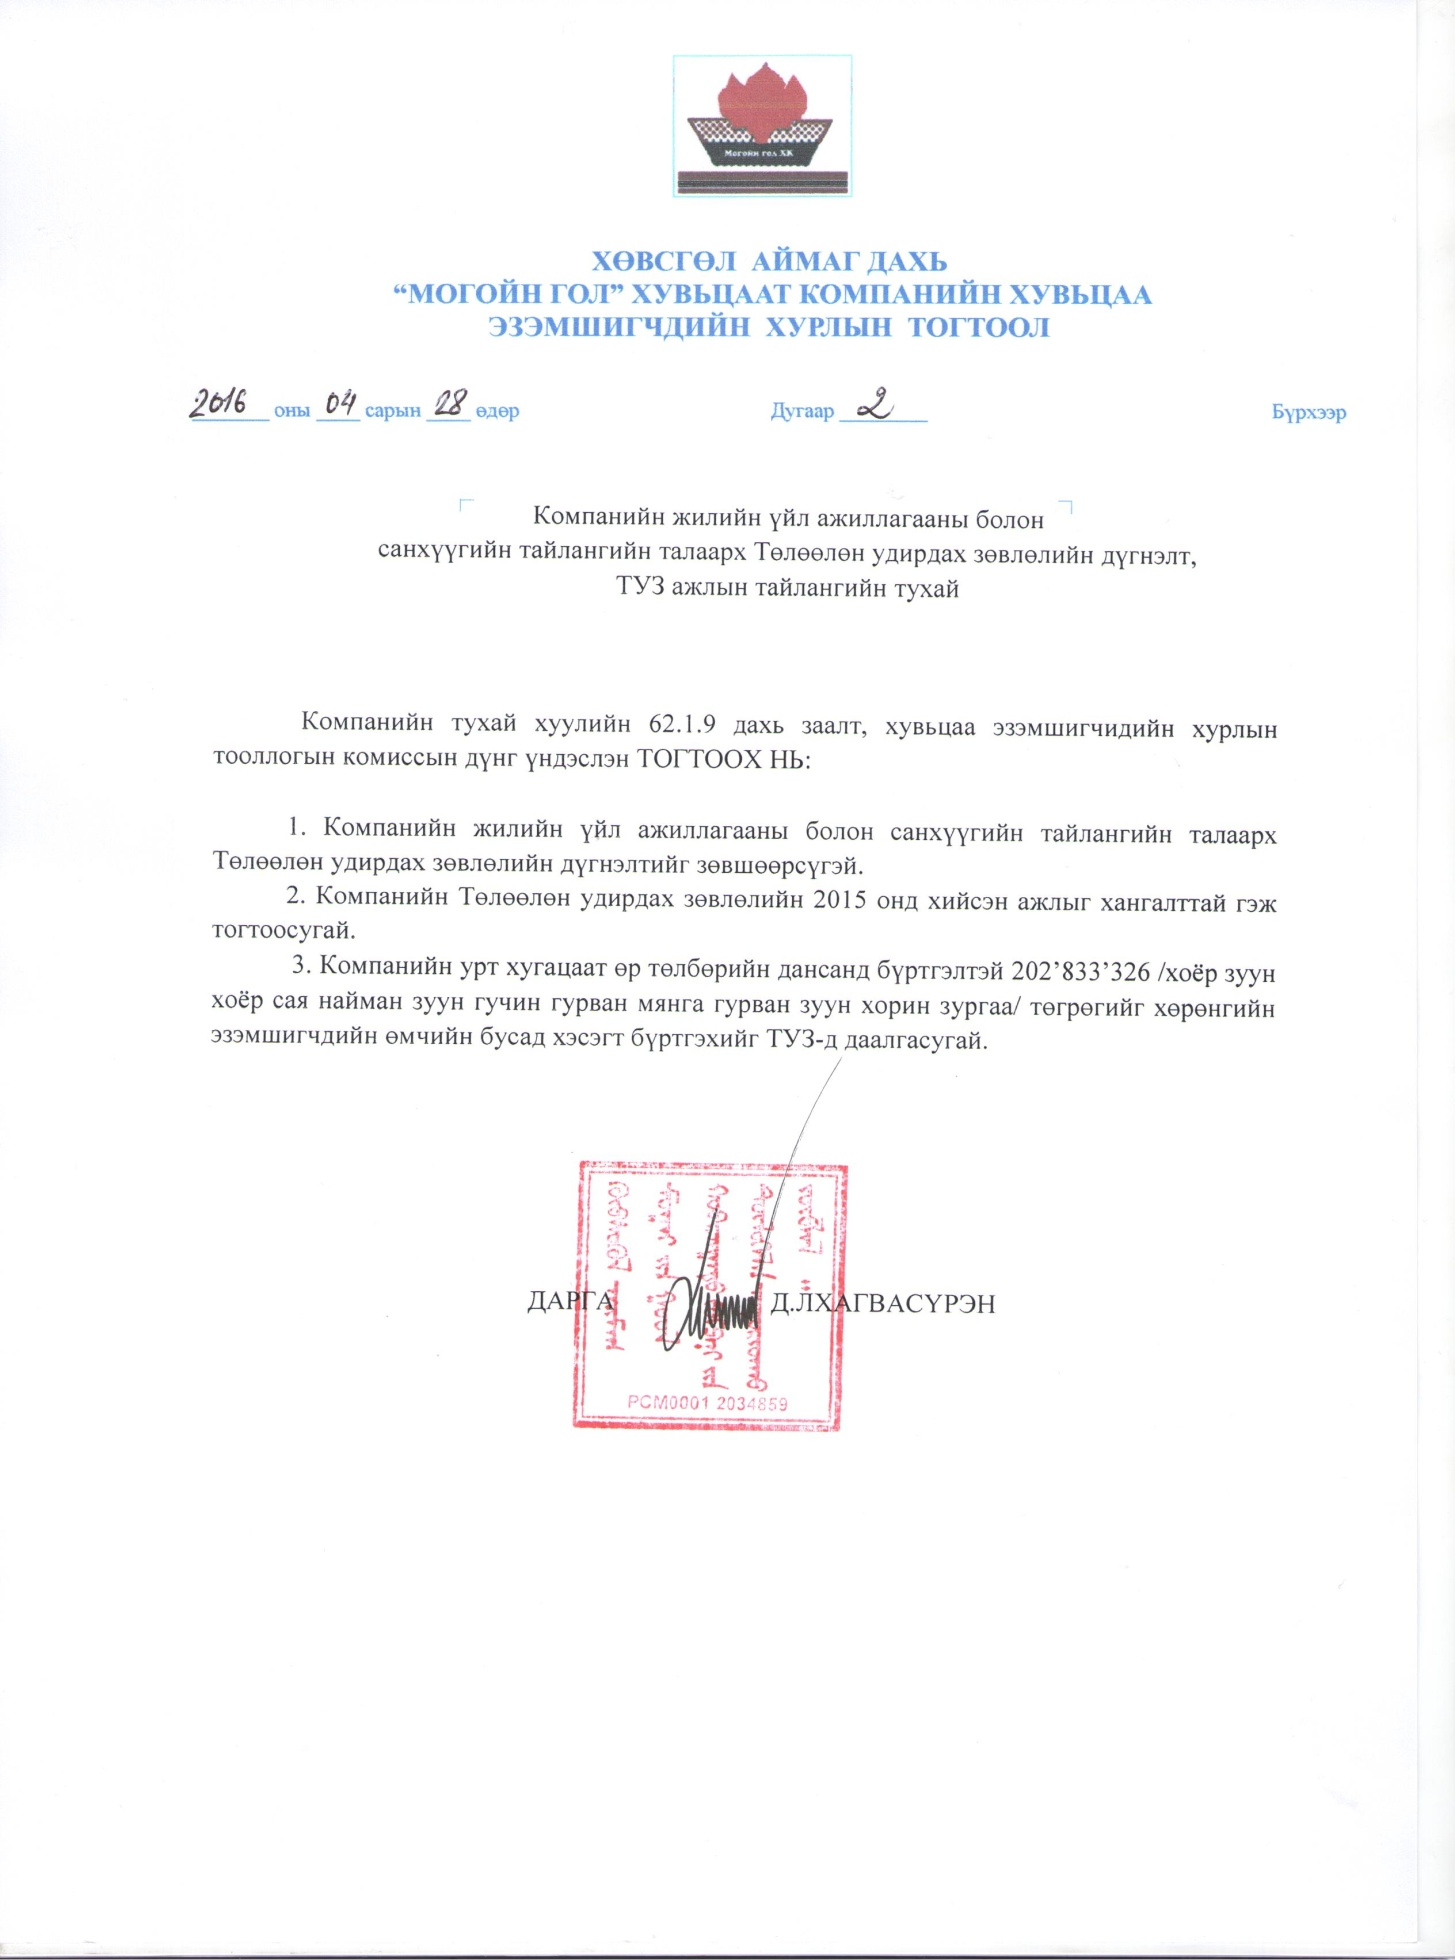 Могойн гол ХК
ХӨВСГӨЛ АЙМАГ ДАХЬ
“МОГОЙН ГОЛ” ХУВЬЦААТ КОМПАНИЙН ХУВЬЦАА
ЭЗЭМШИГЧДИЙН ХУРЛЫН ТОГТООЛ
2016 оны 04 сарын 28 өдөр Дугаар 2 Бүрхээр
Компанийн жилийн үйл ажиллагааны болон
санхүүгийн тайлангийн талаарх Төлөөлөн удирдах зөвлөлийн дүгнэлт,
ТУЗ ажлын тайлангийн тухай
Компанийн тухай хуулийн 62.1.9 дахь заалт, хувьцаа эзэмшигчидийн хурлын
тооллогын комиссын дүнг үндэслэн ТОГТООХ НЬ:
1. Компанийн жилийн үйл ажиллагааны болон санхүүгийн тайлангийн талаарх
Төлөөлөн удирдах зөвлөлийн дүгнэлтийг зөвшөөрсүгэй.
2. Компанийн Төлөөлөн удирдах зөвлөлийн 2015 онд хийсэн ажлыг хангалттай гэж
тогтоосугай.
3. Компанийн урт хугацаат өр төлбөрийн дансанд бүртгэлтэй 202’833’326 /хоёр зуун
хоёр сая найман зуун гучин гурван мянга гурван зуун хорин зургаа/ төгрөгийг хөрөнгийн
эзэмшигчдийн өмчийн бусад хэсэгт бүртгэхийг ТУЗ-д даалгасугай.
ДАРГА Д.ЛХАГВАСҮРЭН
РСМ0001 2034859